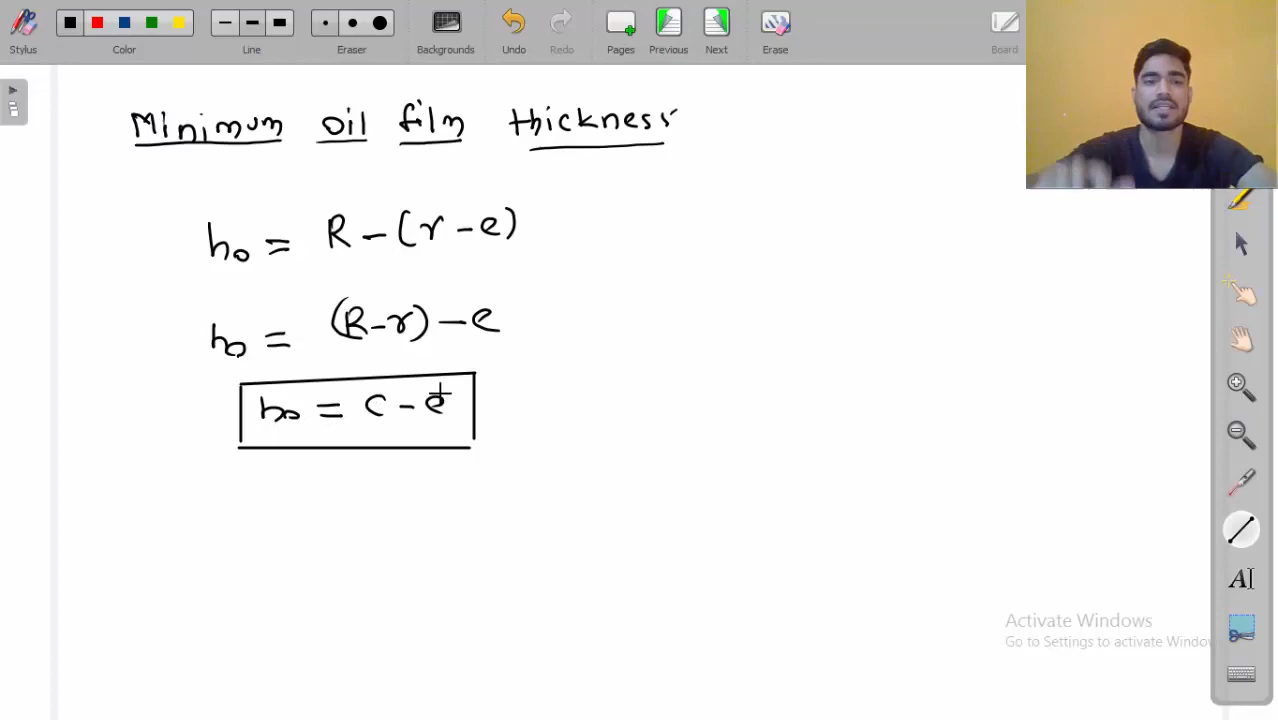 Stylus
Color
Line
Eraser
Backgrounds
Undo
Redo
Pages
Previous
Next
Erase
Board
Minimum oil film thickness
h₀ = R - (r - e)
h₀ = (R - r) - e
h₀ = C - e
A
Activate Windows
Go to Settings to activate Windo